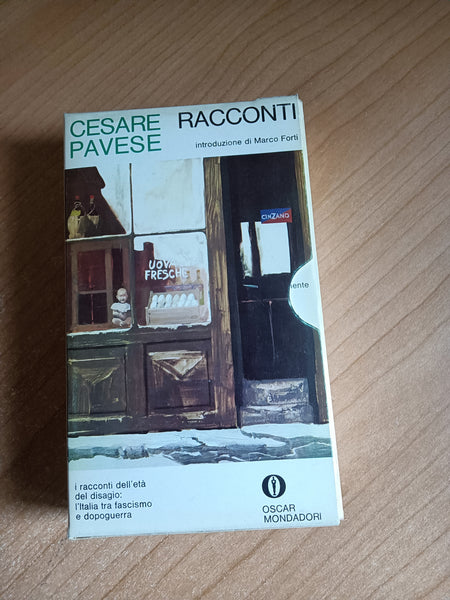 CESARE
PAVESE
RACCONTI
introduzione di Marco Forti
CINZANO
UOVA
FRESCHE
mente
i racconti dell'età
del disagio:
l'Italia tra fascismo
e dopoguerra
OSCAR
MONDADORI